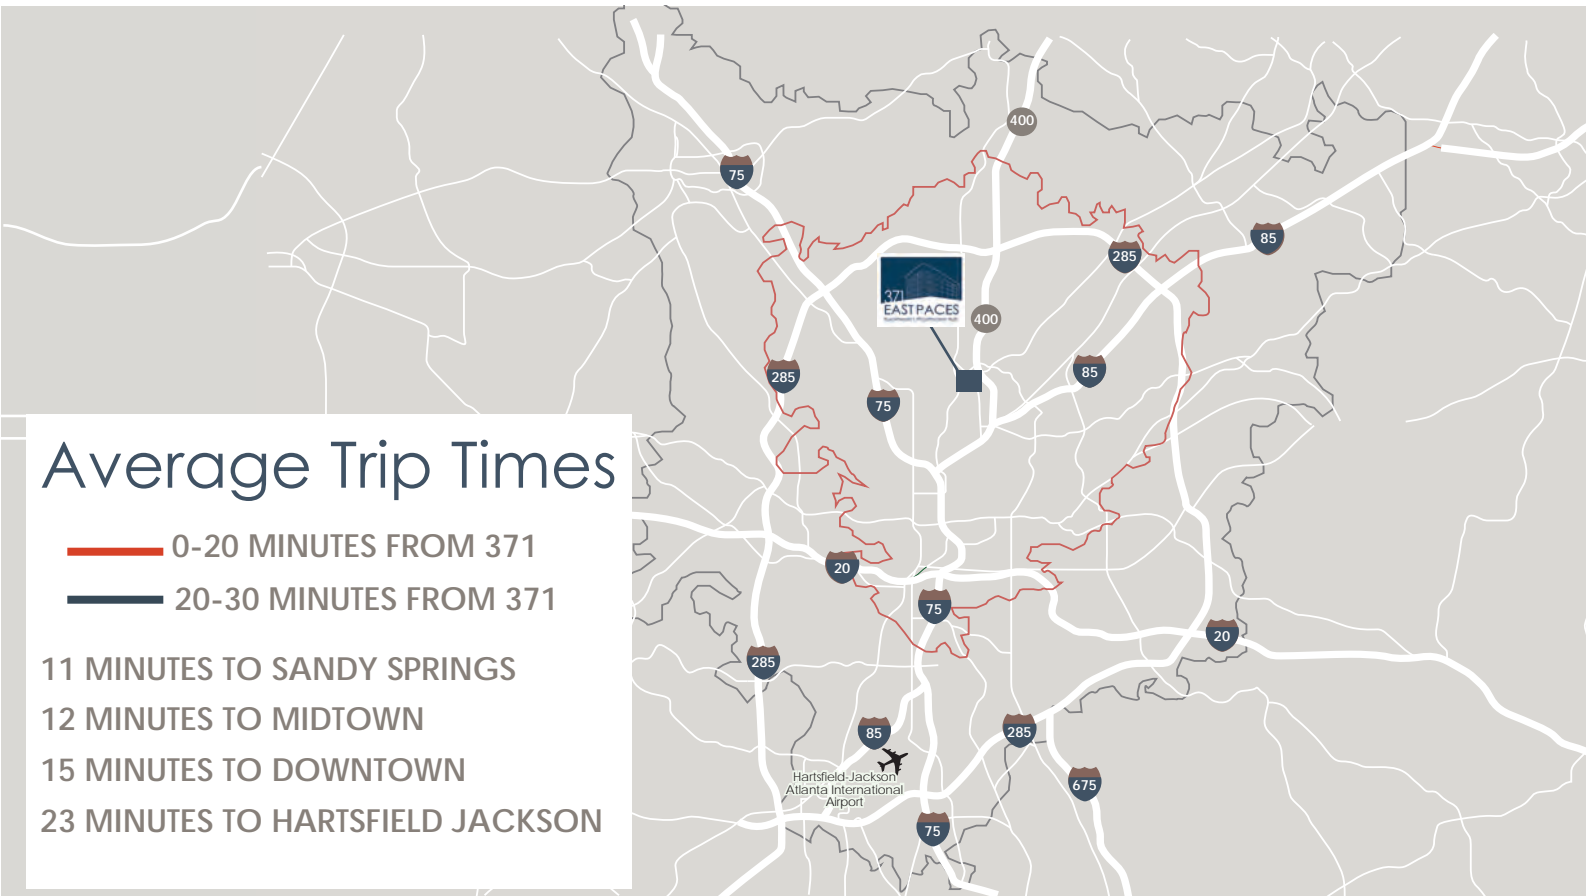 400
75
85
285
371
EASTPACES
400
285
85
75
Average Trip Times
0-20 MINUTES FROM 371
20-30 MINUTES FROM 371
20
75
20
11 MINUTES TO SANDY SPRINGS
285
12 MINUTES TO MIDTOWN
85
285
15 MINUTES TO DOWNTOWN
Hartsfield-Jackson
Atlanta International
Airport
675
23 MINUTES TO HARTSFIELD JACKSON
75